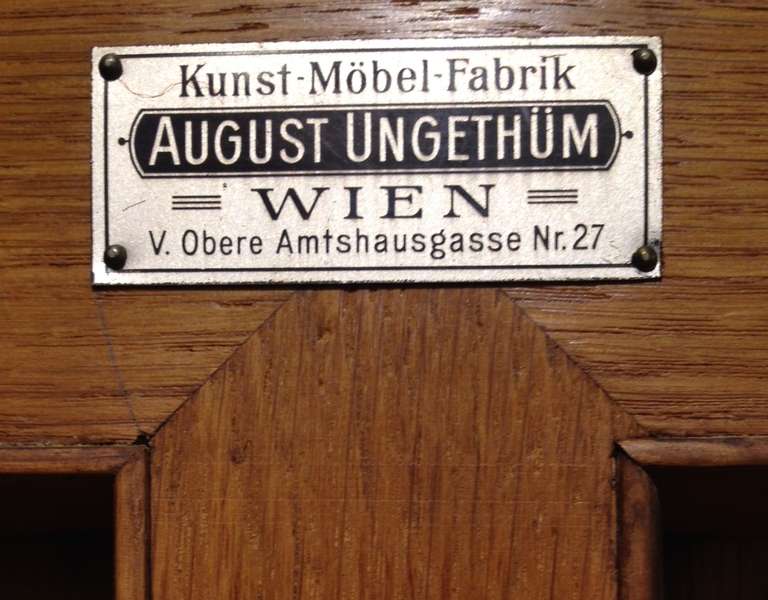 Kunst-Möbel-Fabrik
AUGUST UNGETHÜM
WIEN
V. Obere Amtshausgasse Nr. 27